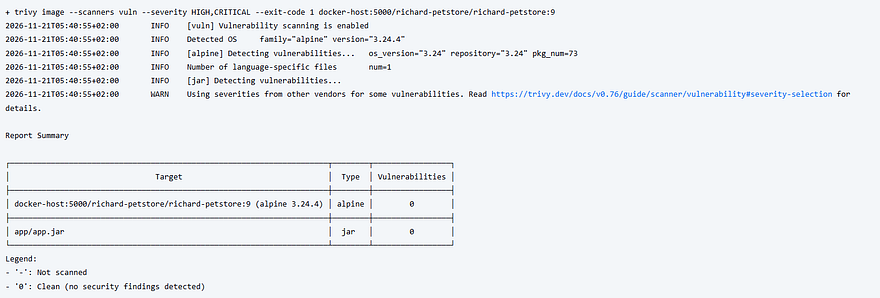 + trivy image --scanners vuln --severity HIGH,CRITICAL --exit-code 1 docker-host:5000/richard-petstore/richard-petstore:9
2026-11-21T05:40:55+02:00 INFO [vuln] Vulnerability scanning is enabled
2026-11-21T05:40:55+02:00 INFO Detected OS family="alpine" version="3.24.4"
2026-11-21T05:40:55+02:00 INFO [alpine] Detecting vulnerabilities... os_version="3.24" repository="3.24" pkg_num=73
2026-11-21T05:40:55+02:00 INFO Number of language-specific files num=1
2026-11-21T05:40:55+02:00 INFO [jar] Detecting vulnerabilities...
2026-11-21T05:40:55+02:00 WARN Using severities from other vendors for some vulnerabilities. Read https://trivy.dev/docs/v0.76/guide/scanner/vulnerability#severity-selection for
details.
Report Summary
Target Type Vulnerabilities
docker-host:5000/richard-petstore/richard-petstore:9 (alpine 3.24.4) alpine 0
app/app.jar jar 0
Legend:
- '-': Not scanned
- '0': Clean (no security findings detected)